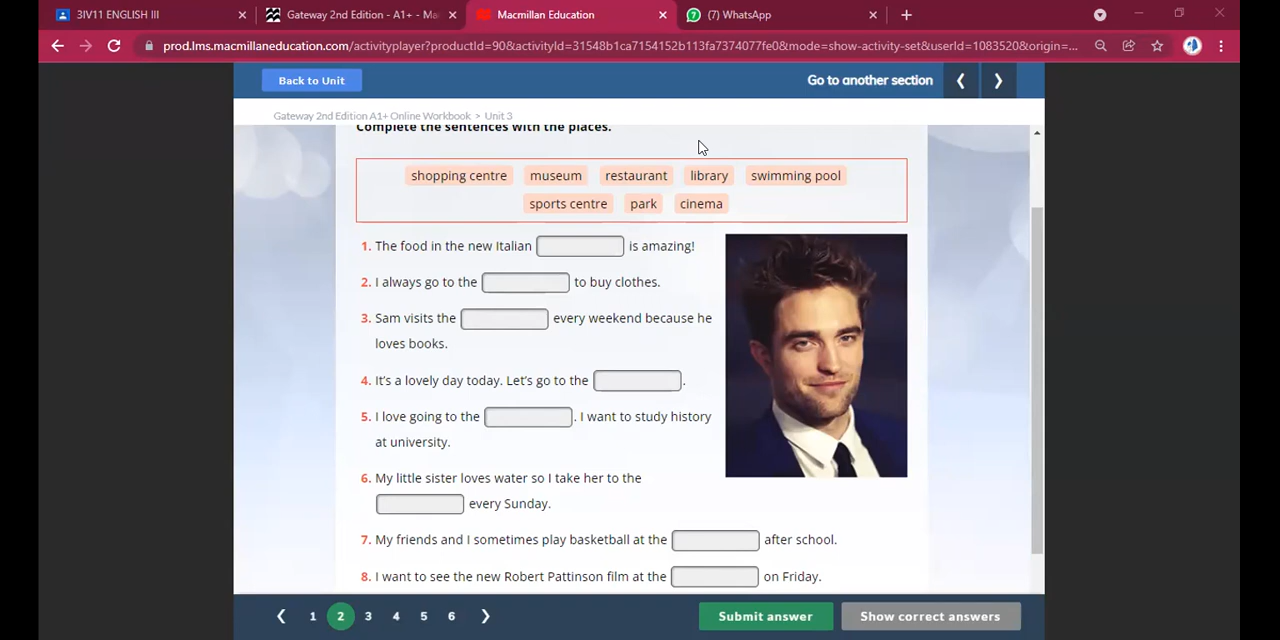 3IV11 ENGLISH III
Gateway 2nd Edition - A1+ - Ma
Macmillan Education
(7) WhatsApp
prod.lms.macmillaneducation.com/activityplayer?productId=90&activityId=31548b1ca7154152b113fa7374077fe0&mode=show-activity-set&userId=1083520&origin=...
Back to Unit
Go to another section
Gateway 2nd Edition A1+ Online Workbook > Unit 3
Complete the sentences with the places.
shopping centre museum restaurant library swimming pool
sports centre park cinema
1. The food in the new Italian is amazing!
2. I always go to the to buy clothes.
3. Sam visits the every weekend because he
loves books.
4. It's a lovely day today. Let's go to the .
5. I love going to the . I want to study history
at university.
6. My little sister loves water so I take her to the
every Sunday.
7. My friends and I sometimes play basketball at the after school.
8. I want to see the new Robert Pattinson film at the on Friday.
1 2 3 4 5 6
Submit answer
Show correct answers